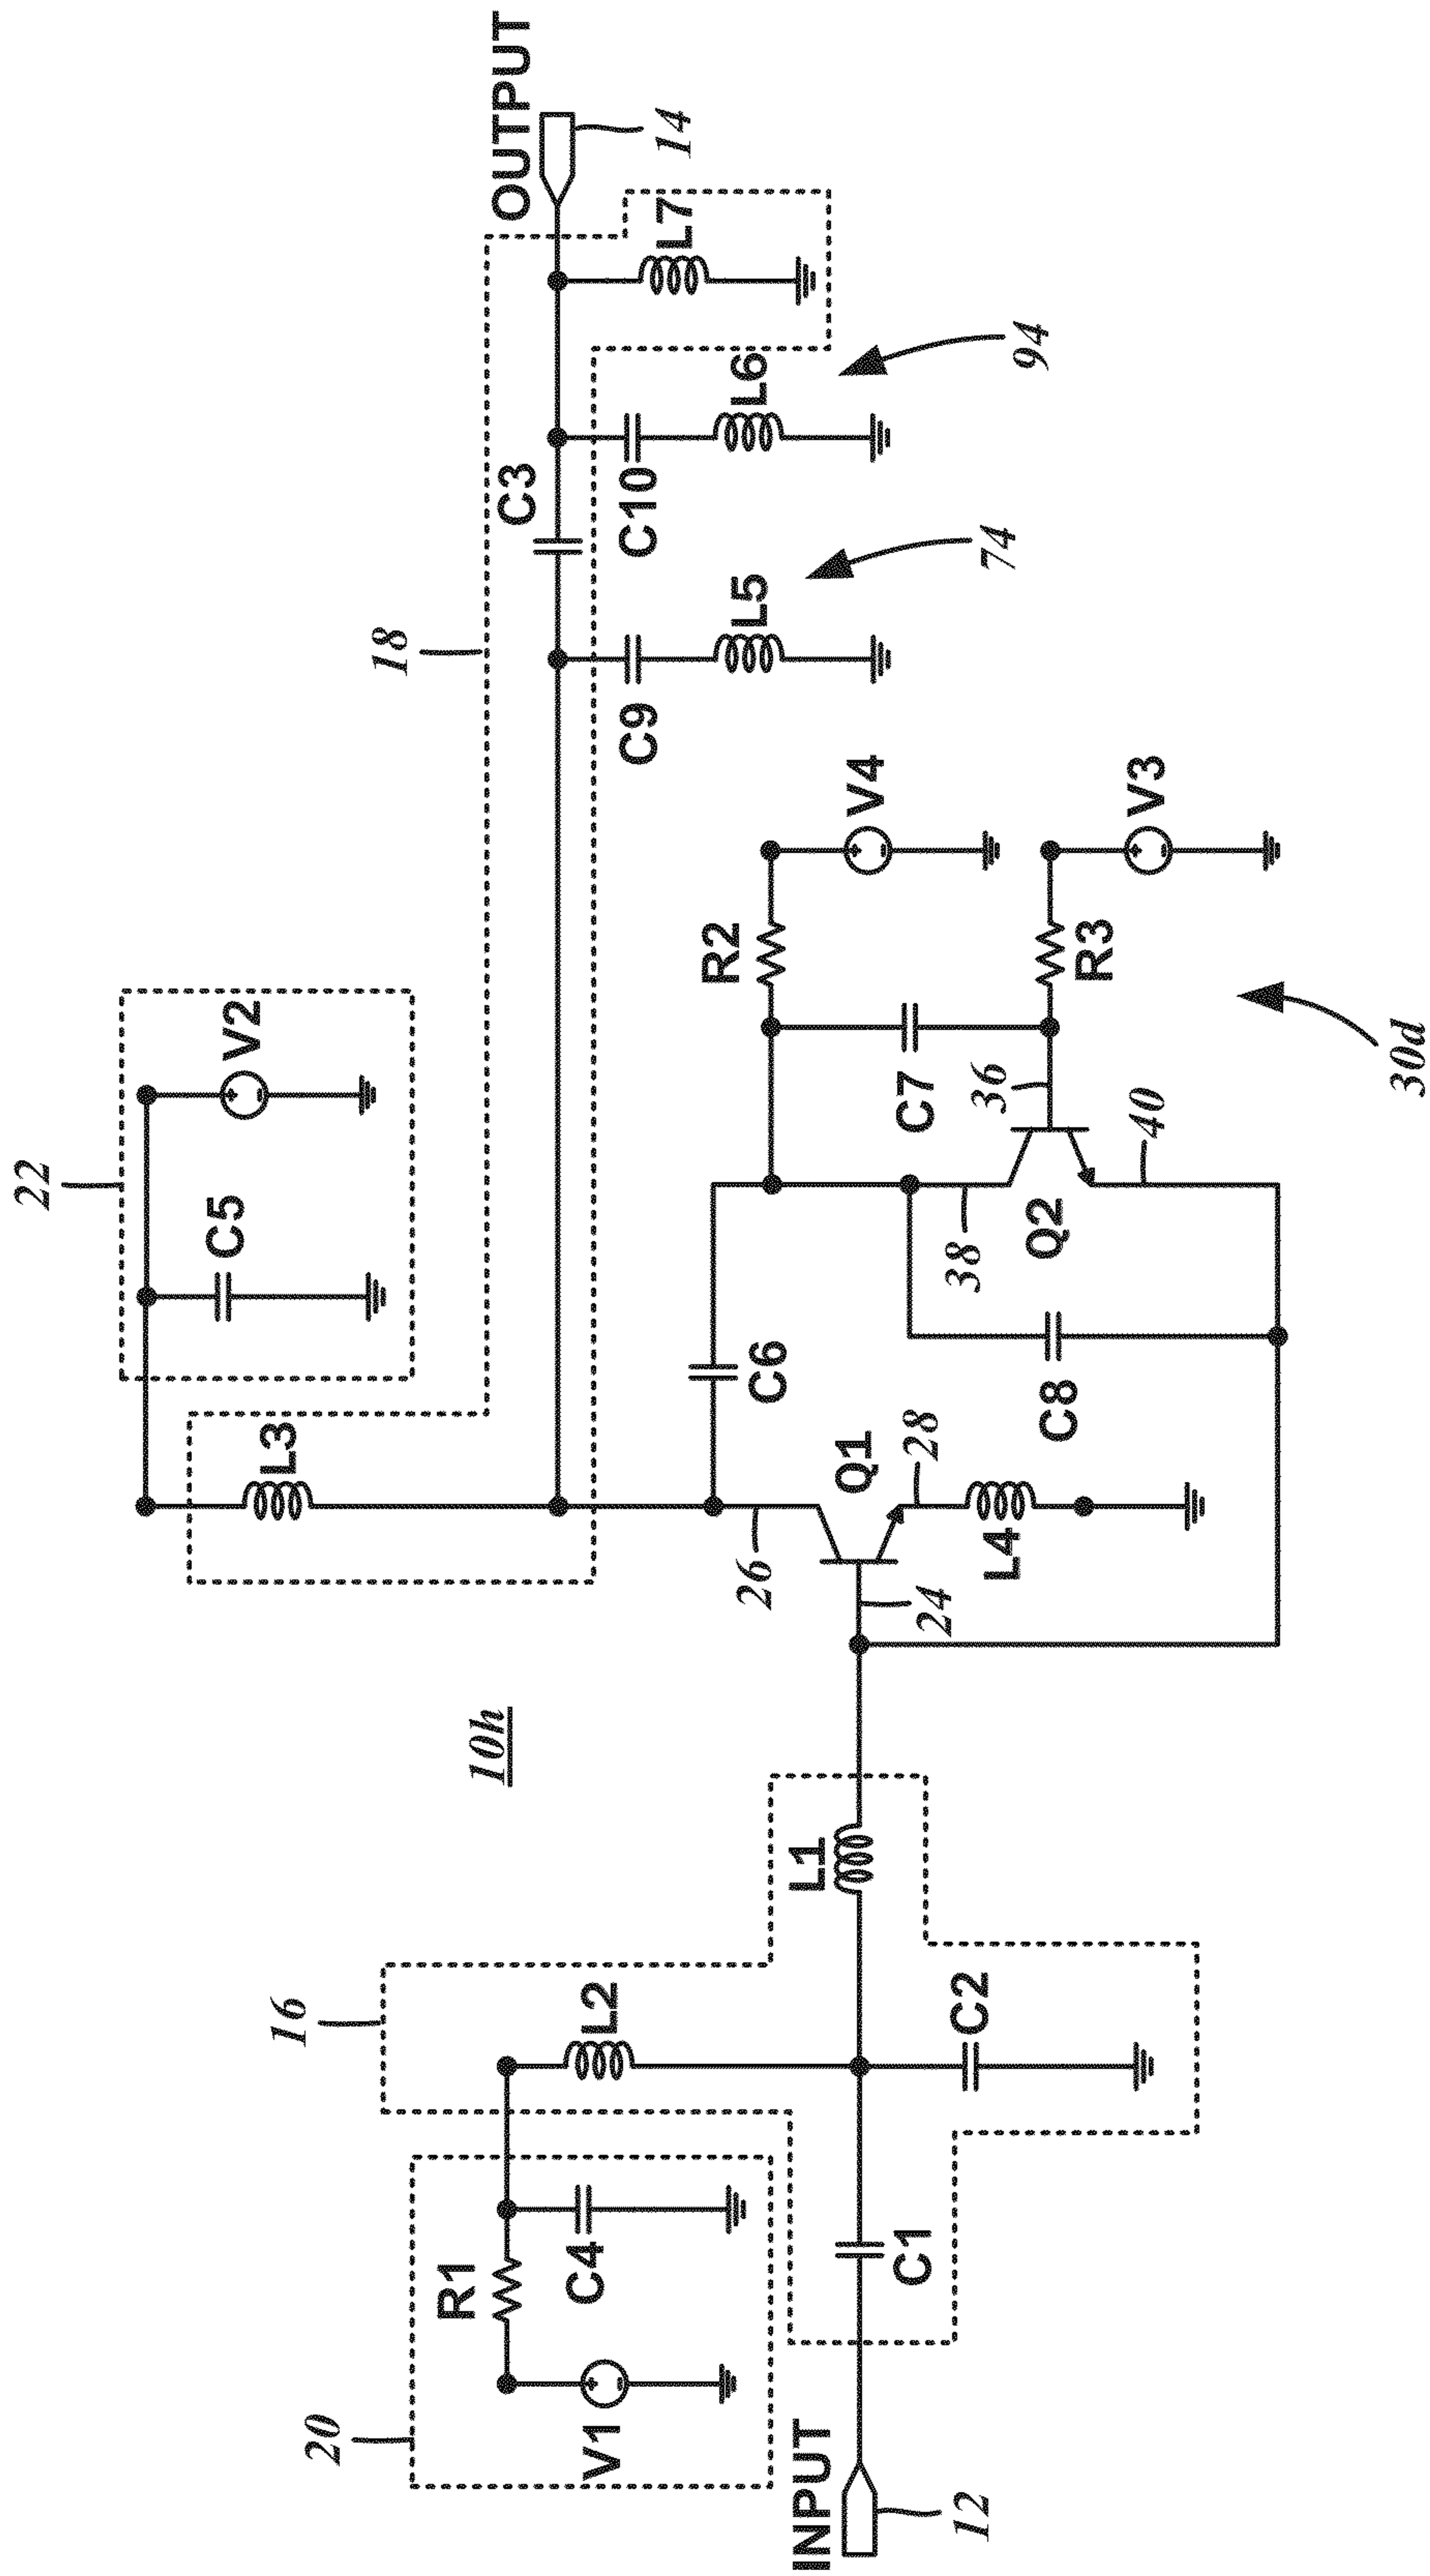 22
C5
V2
L3
18
C3
OUTPUT
14
L7
C9
L5
74
C10
L6
94
10h
20
R1
V1
C4
16
L2
L1
C1
C2
INPUT
12
26
Q1
24
28
L4
C6
C8
R2
V4
C7
36
38
Q2
40
R3
V3
30d